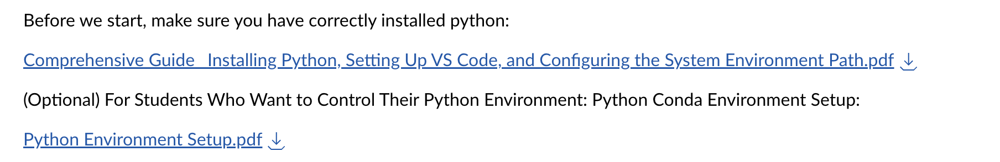 Before we start, make sure you have correctly installed python:
Comprehensive Guide   Installing Python, Setting Up VS Code, and Configuring the System Environment Path.pdf
(Optional) For Students Who Want to Control Their Python Environment: Python Conda Environment Setup:
Python Environment Setup.pdf